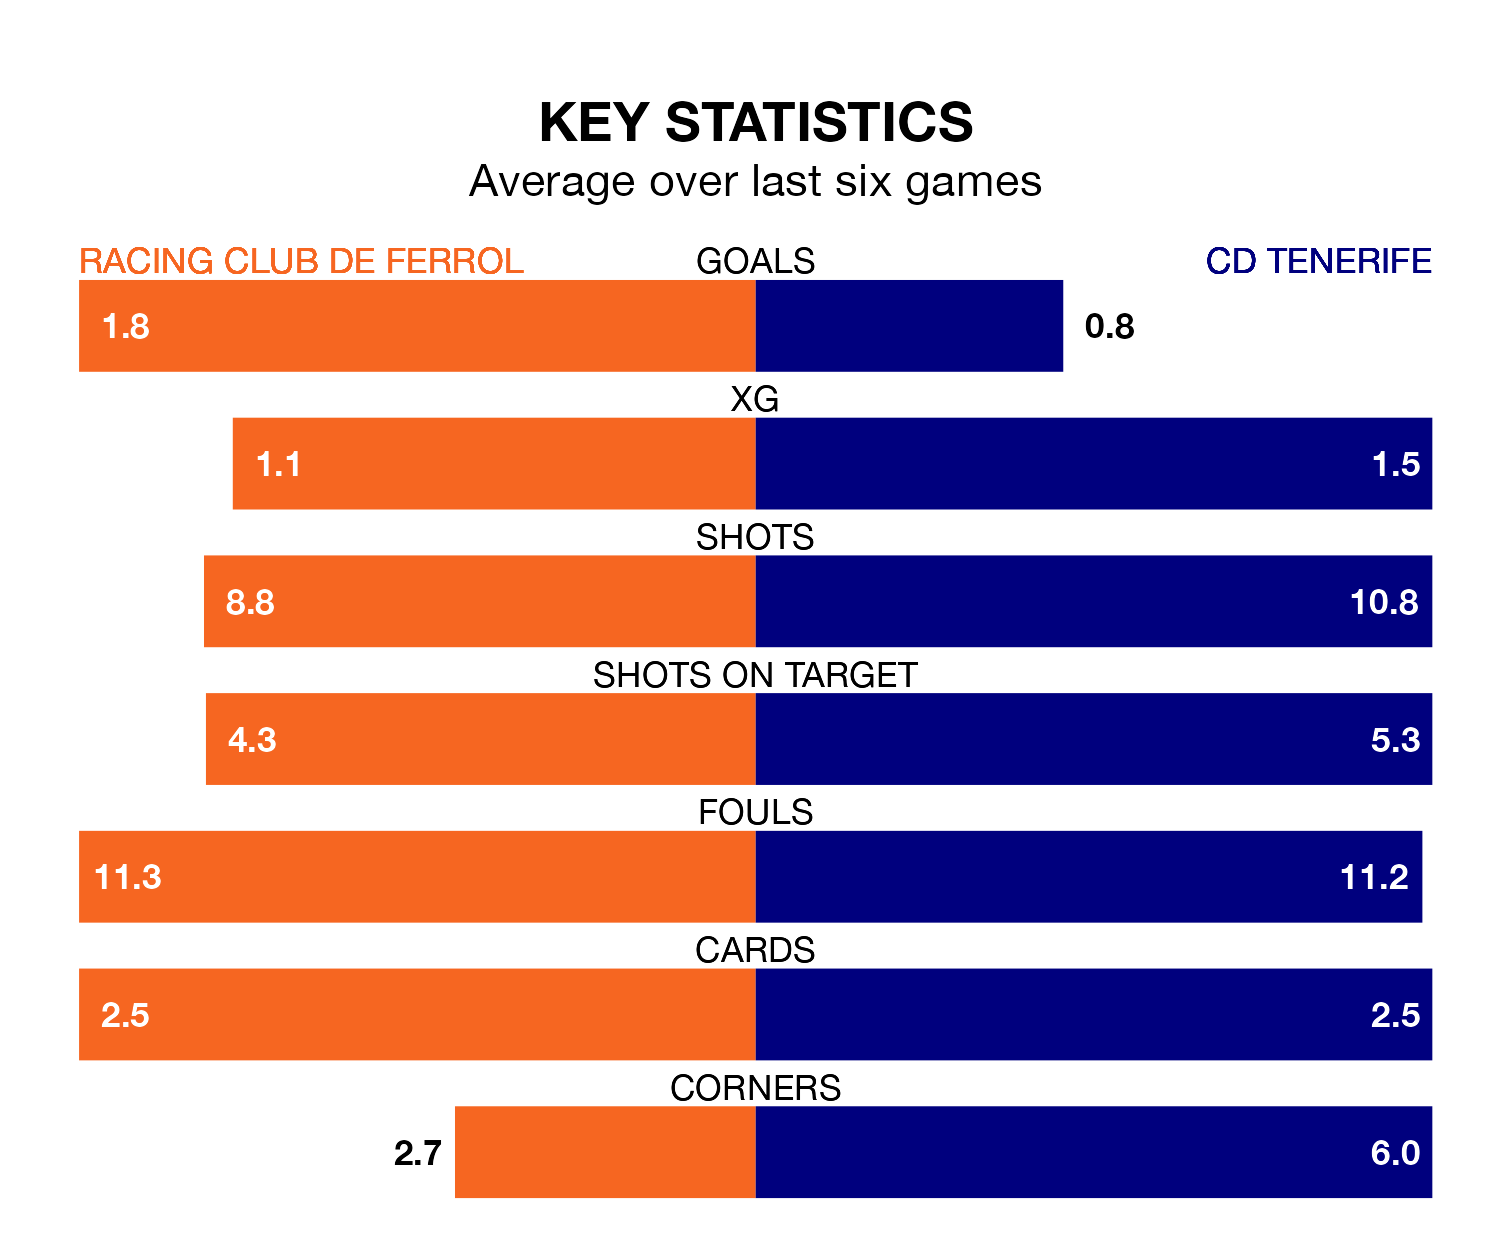 KEY STATISTICS
Average over last six games
RACING CLUB DE FERROL GOALS CD TENERIFE
1.8 0.8
XG
1.1 1.5
SHOTS
8.8 10.8
SHOTS ON TARGET
4.3 5.3
FOULS
11.3 11.2
CARDS
2.5 2.5
CORNERS
2.7 6.0